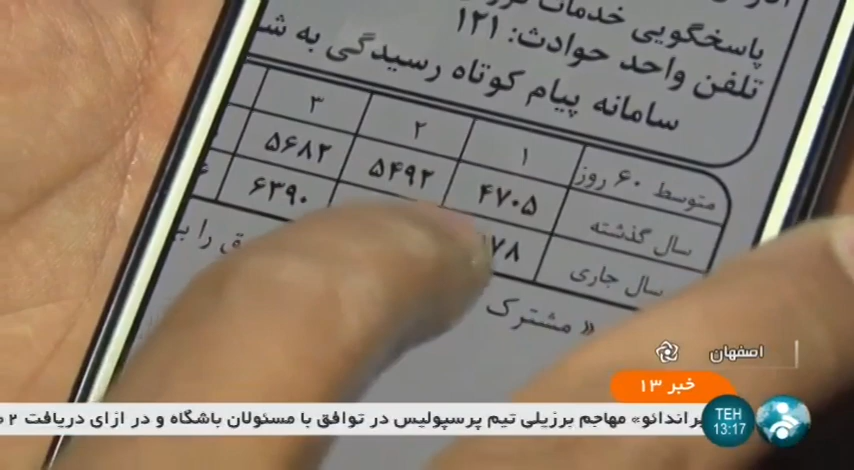 پاسخگویی خدمات
تلفن واحد حوادث: ۱۲۱
سامانه پیام کوتاه رسیدگی به
متوسط ۶۰ روز ۱ ۲ ۳
سال گذشته ۴۷۰۵ ۵۴۹۲ ۵۶۸۲
سال جاری ۷۸ ۶۳۹۰
« مشترک
را
اصفهان
خبر ۱۳
برانداتو» مهاجم برزیلی تیم پرسپولیس در توافق با مسئولان باشگاه و در ازای دریافت ۲
TEH
13:17